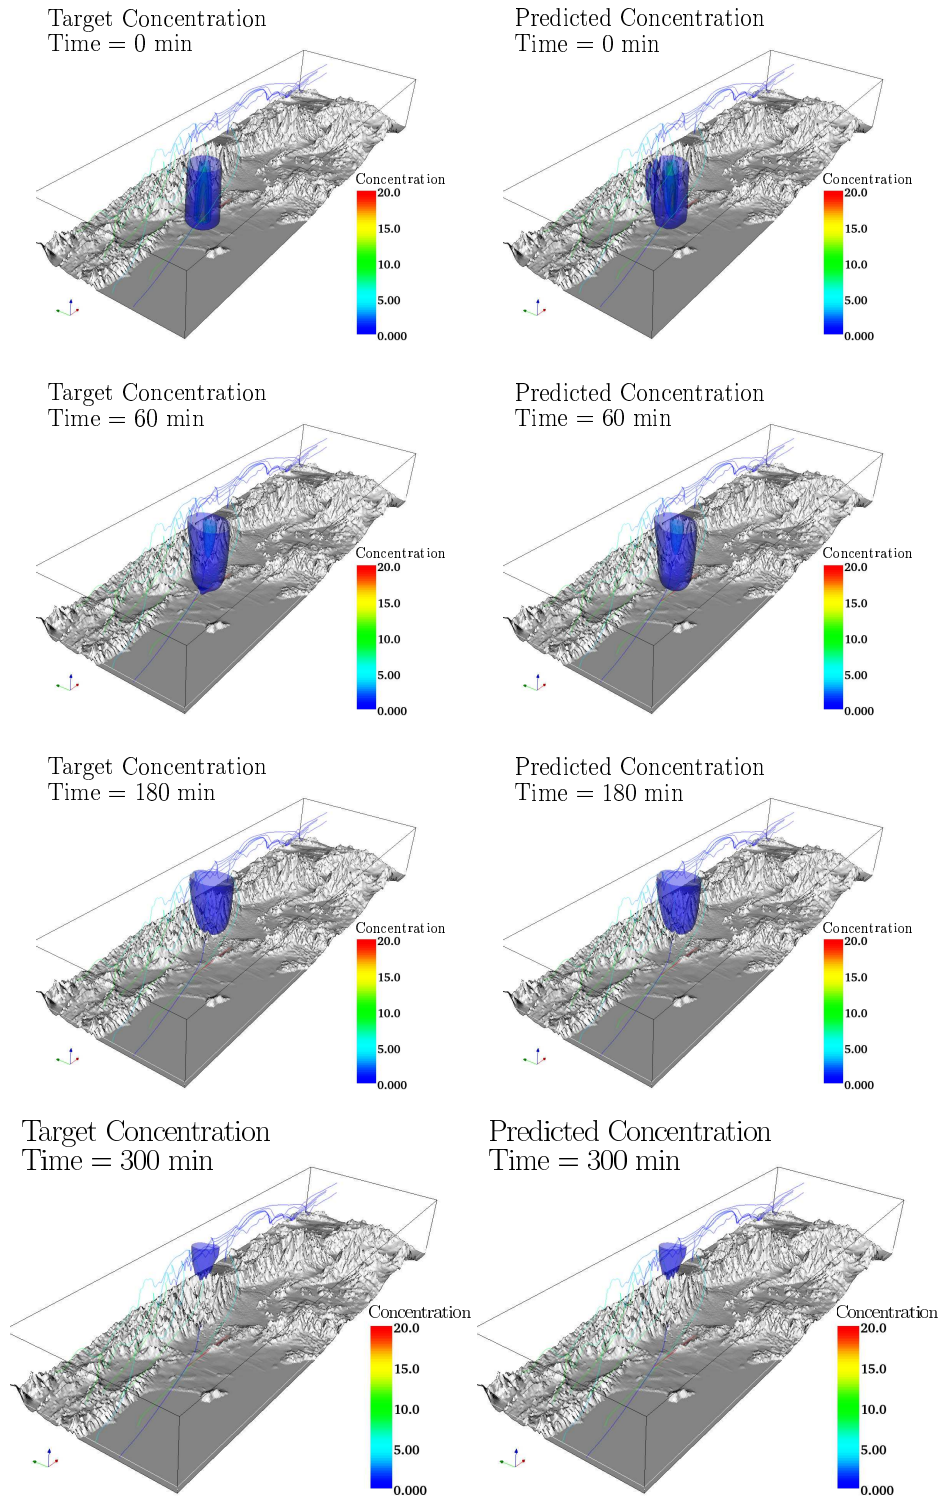 Target Concentration
Time = 0 min
Concentration
20.0
15.0
10.0
5.00
0.000
Predicted Concentration
Time = 0 min
Concentration
20.0
15.0
10.0
5.00
0.000
Target Concentration
Time = 60 min
Concentration
20.0
15.0
10.0
5.00
0.000
Predicted Concentration
Time = 60 min
Concentration
20.0
15.0
10.0
5.00
0.000
Target Concentration
Time = 180 min
Concentration
20.0
15.0
10.0
5.00
0.000
Predicted Concentration
Time = 180 min
Concentration
20.0
15.0
10.0
5.00
0.000
Target Concentration
Time = 300 min
Concentration
20.0
15.0
10.0
5.00
0.000
Predicted Concentration
Time = 300 min
Concentration
20.0
15.0
10.0
5.00
0.000